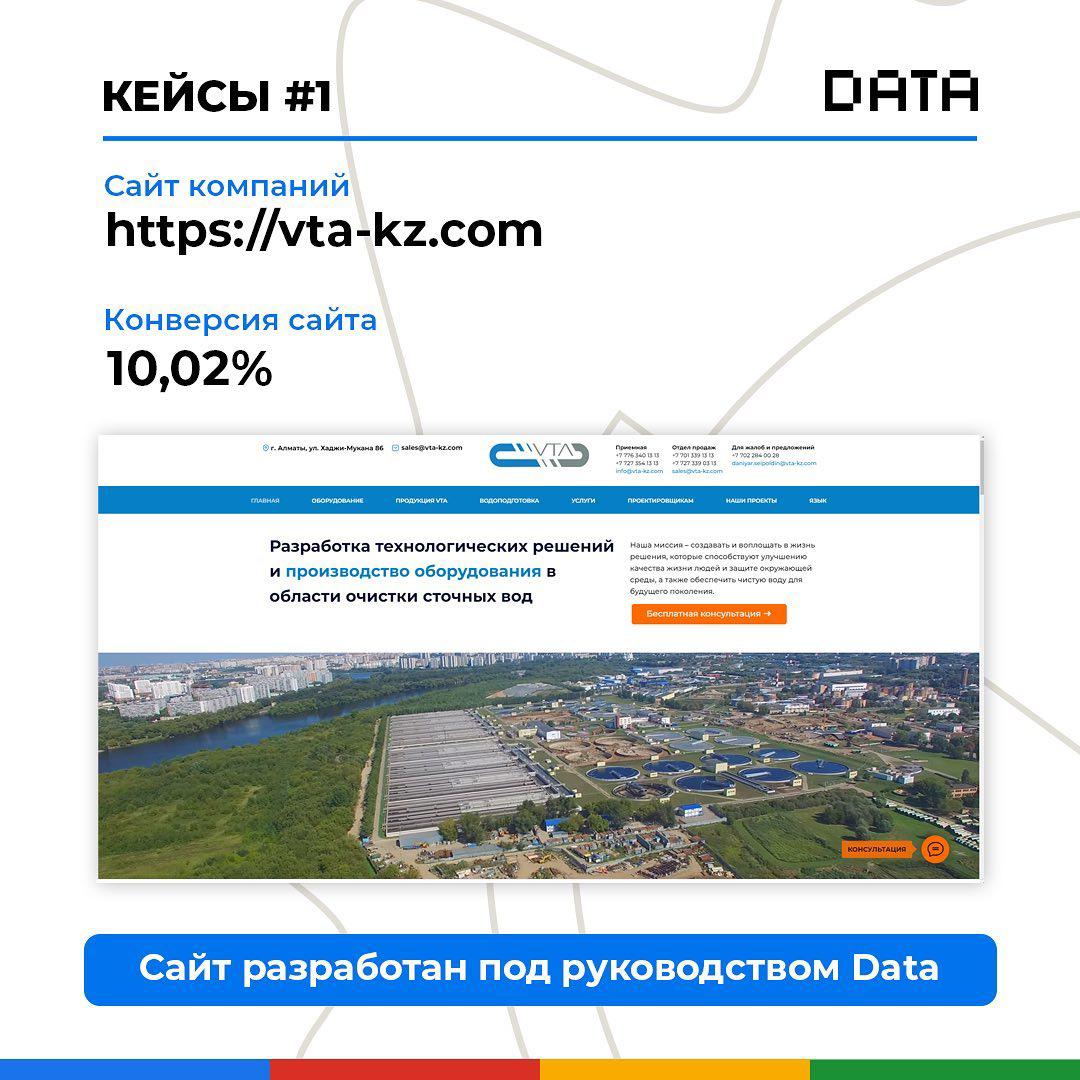 КЕЙСЫ #1
DATA
Сайт компаний
https://vta-kz.com
Конверсия сайта
10,02%
г. Алматы, ул. Хаджи-Мукана 86
sales@vta-kz.com
VTA
Приемная
+7 776 340 13 13
+7 727 354 13 13
info@vta-kz.com
Отдел продаж
+7 701 339 13 13
+7 727 339 03 13
sales@vta-kz.com
Для жалоб и предложений
+7 702 284 00 28
daniyar.seipoldin@vta-kz.com
ГЛАВНАЯ ОБОРУДОВАНИЕ ПРОДУКЦИЯ VTA ВОДОПОДГОТОВКА УСЛУГИ ПРОЕКТИРОВЩИКАМ НАШИ ПРОЕКТЫ ЯЗЫК
Разработка технологических решений
и производство оборудования в
области очистки сточных вод
Наша миссия – создавать и воплощать в жизнь
решения, которые способствуют улучшению
качества жизни людей и защите окружающей
среды, а также обеспечить чистую воду для
будущего поколения.
Бесплатная консультация →
КОНСУЛЬТАЦИЯ
Сайт разработан под руководством Data